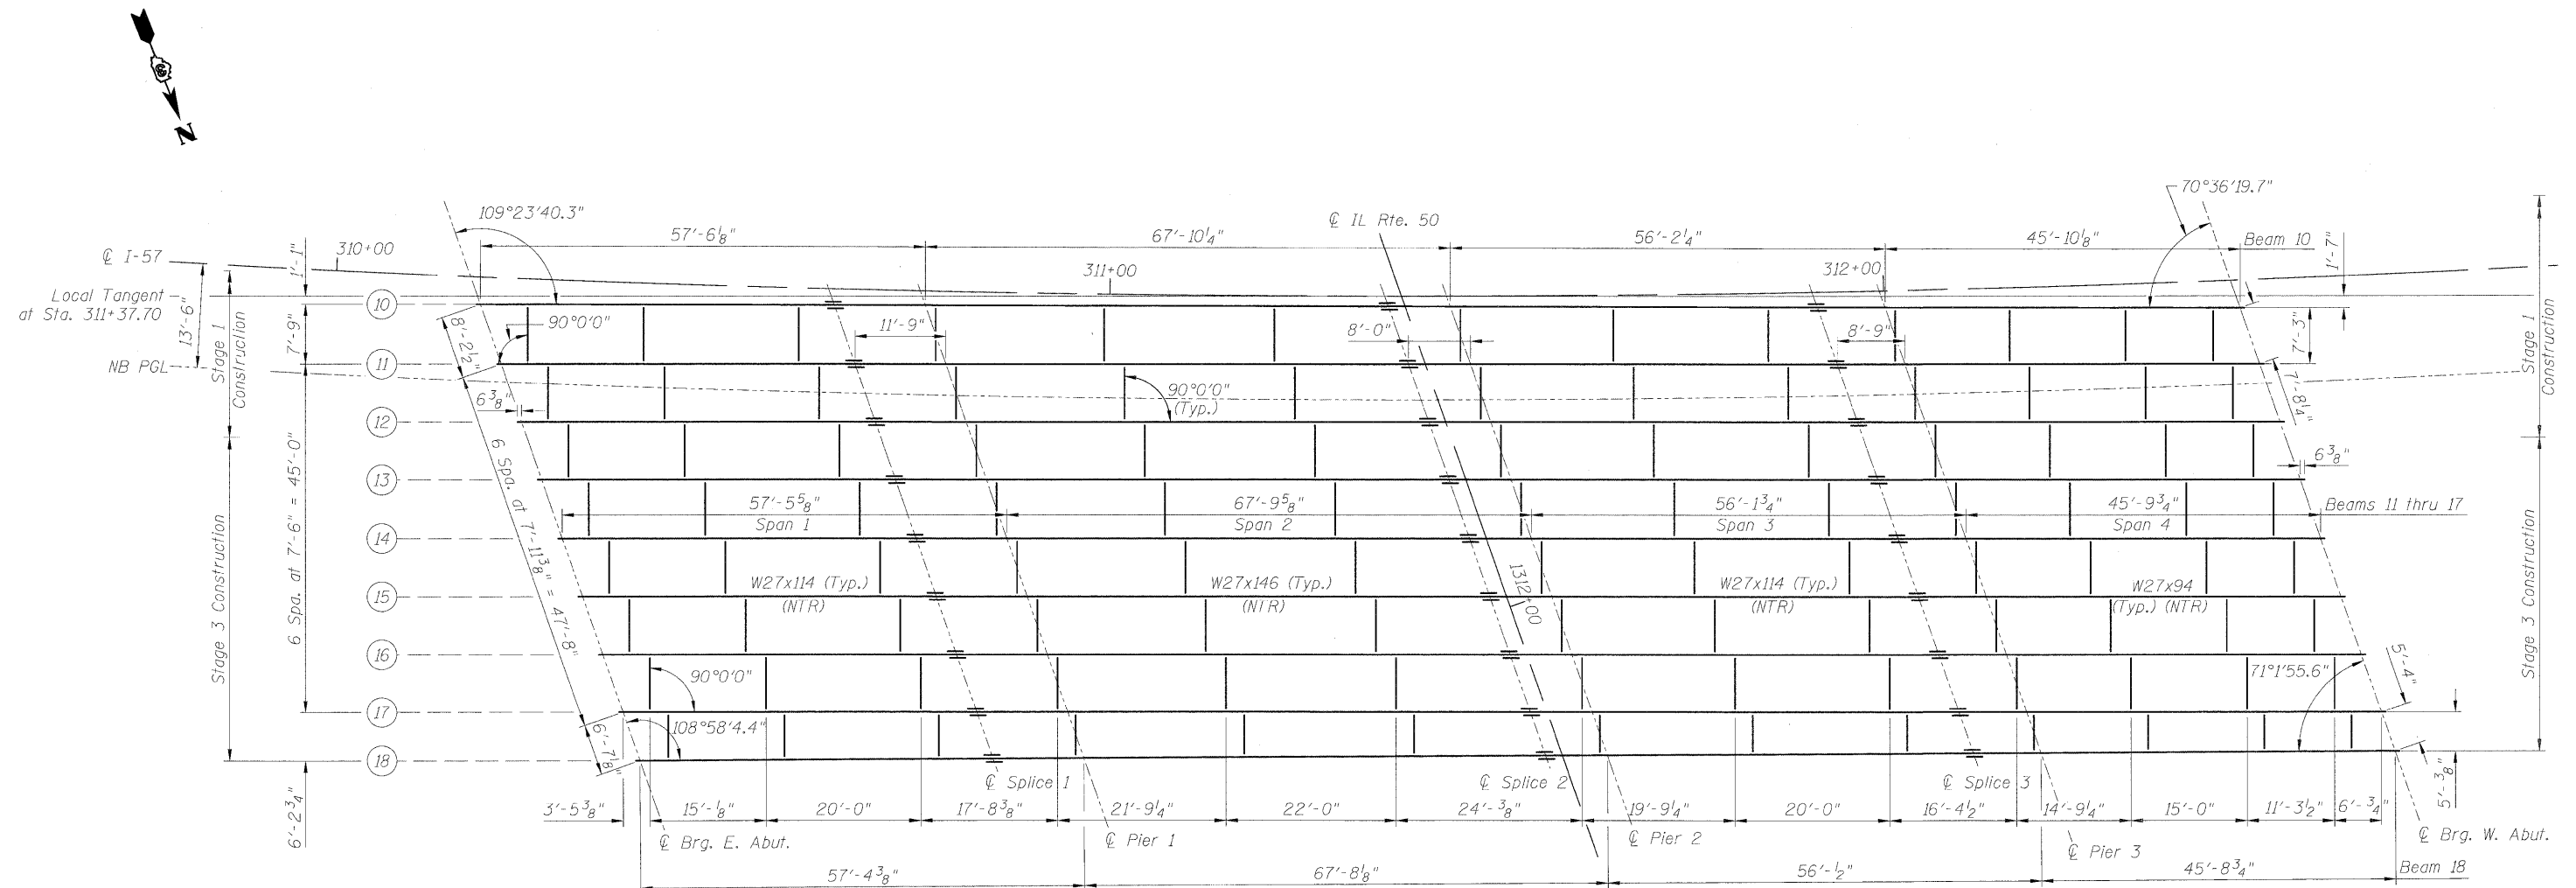 N
109°23'40.3"
70°36'19.7"
℄ IL Rte. 50
57'-6 1/8"
67'-10 1/4"
56'-2 1/4"
45'-10 1/8"
Beam 10
1'-7"
℄ I-57
310+00
311+00
312+00
1'-1"
Local Tangent
at Sta. 311+37.70
13'-6"
NB PGL
Stage 1
Construction
7'-9"
10
11
12
13
14
15
16
17
18
8'-2 1/2"
90°0'0"
11'-9"
8'-0"
8'-9"
7'-3"
Stage 1
Construction
90°0'0
(Typ.)
6 3/8"
7'-8 1/4"
6 3/8"
6 Spa. at 7'-6" = 45'-0"
6 Spa. at 7'-11 3/8" = 47'-8"
57'-5 5/8"
Span 1
67'-9 5/8"
Span 2
56'-1 3/4"
Span 3
45'-9 3/4"
Span 4
Beams 11 thru 17
Stage 3 Construction
Stage 3 Construction
W27x114 (Typ.)
(NTR)
W27x146 (Typ.)
(NTR)
1312+00
W27x114 (Typ.)
(NTR)
W27x94
(Typ.) (NTR)
90°0'0"
71°1'55.6"
5'-4"
108°58'4.4"
6'-7 1/8"
6'-2 3/4"
5'-3/8"
℄ Splice 1
℄ Splice 2
℄ Splice 3
3'-5 3/8"
15'-1/8"
20'-0"
17'-8 3/8"
21'-9 1/4"
22'-0"
24'-3/8"
19'-9 1/4"
20'-0"
16'-4 1/2"
14'-9 1/4"
15'-0"
11'-3 1/2"
6'-3/4"
℄ Brg. E. Abut.
℄ Pier 1
℄ Pier 2
℄ Pier 3
℄ Brg. W. Abut.
57'-4 3/8"
67'-8 1/8"
56'-1/2"
45'-8 3/4"
Beam 18